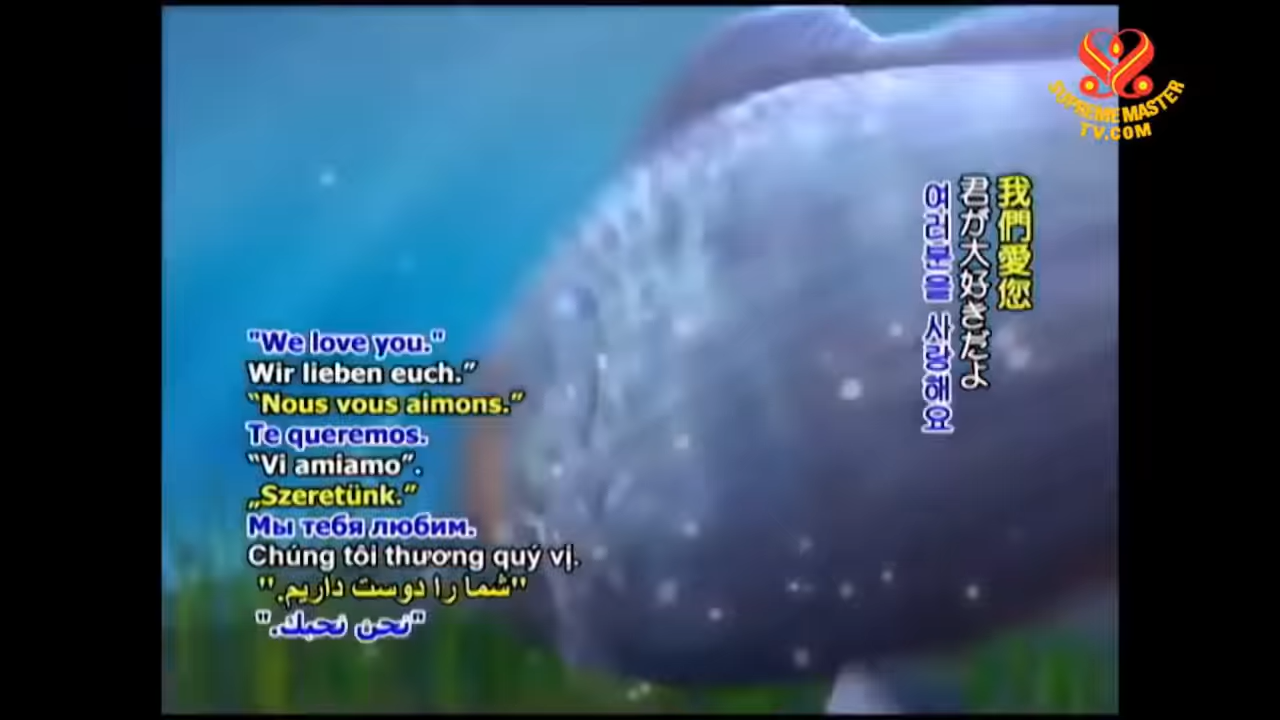 SUPREME MASTER
TV.COM
我們愛您
君が大好きだよ
여러분을 사랑해요
"We love you."
Wir lieben euch.”
“Nous vous aimons.”
Te queremos.
“Vi amiamo”.
„Szeretünk.”
Мы тебя любим.
Chúng tôi thương quý vị.
"شما را دوست داریم."
"نحن نحبك."